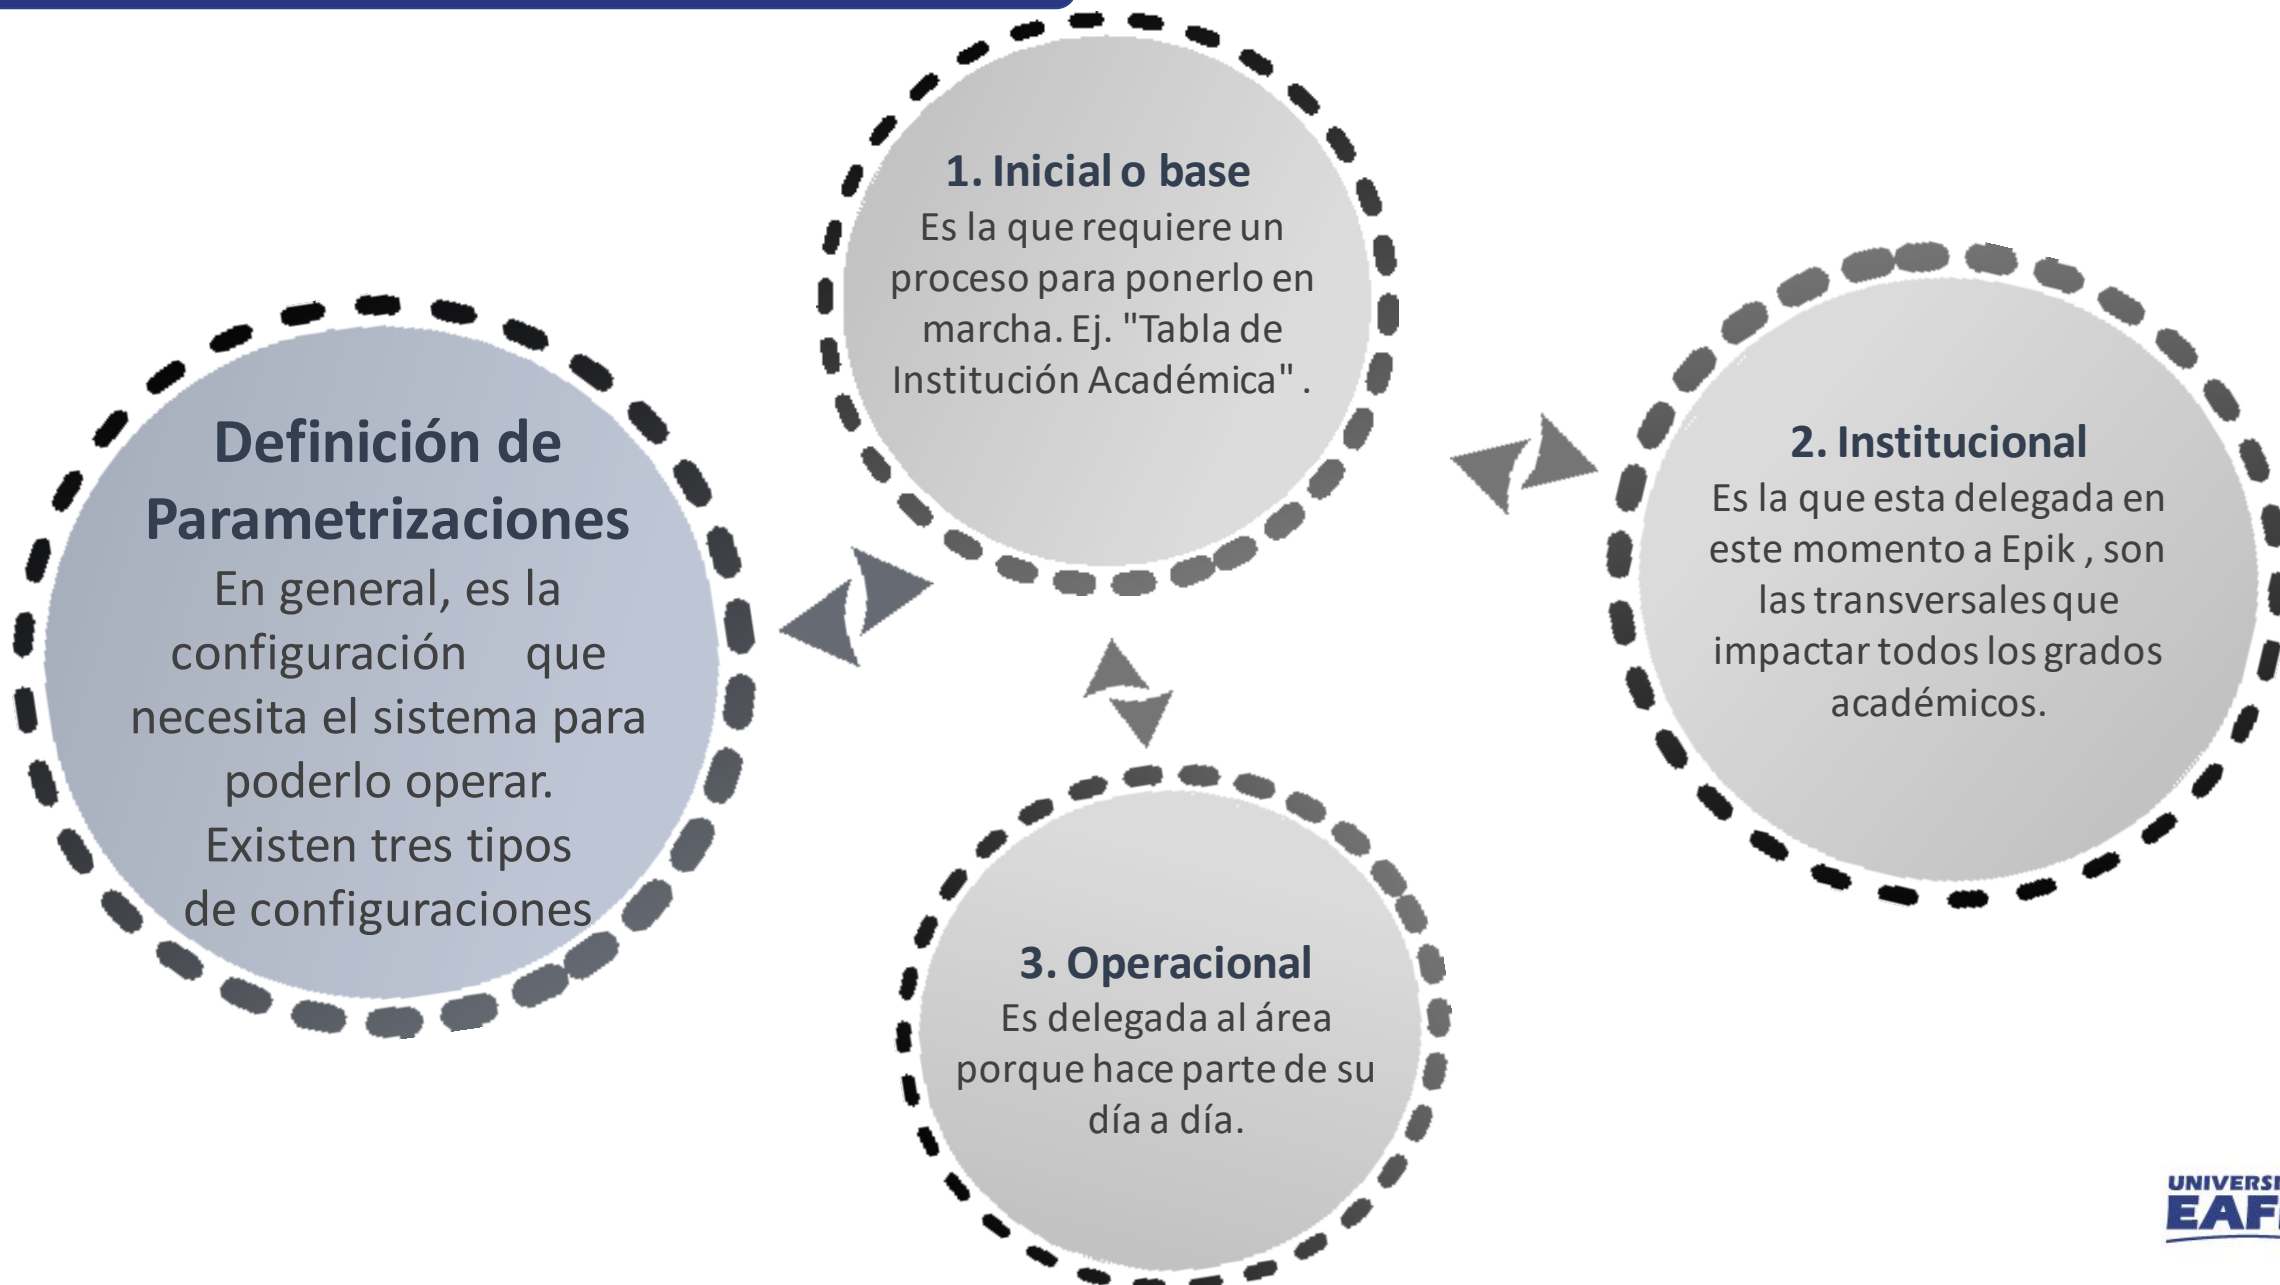 Definición de
Parametrizaciones
En general, es la
configuración que
necesita el sistema para
poderlo operar.
Existen tres tipos
de configuraciones
1. Inicial o base
Es la que requiere un
proceso para ponerlo en
marcha. Ej. "Tabla de
Institución Académica" .
2. Institucional
Es la que esta delegada en
este momento a Epik , son
las transversales que
impactar todos los grados
académicos.
3. Operacional
Es delegada al área
porque hace parte de su
día a día.